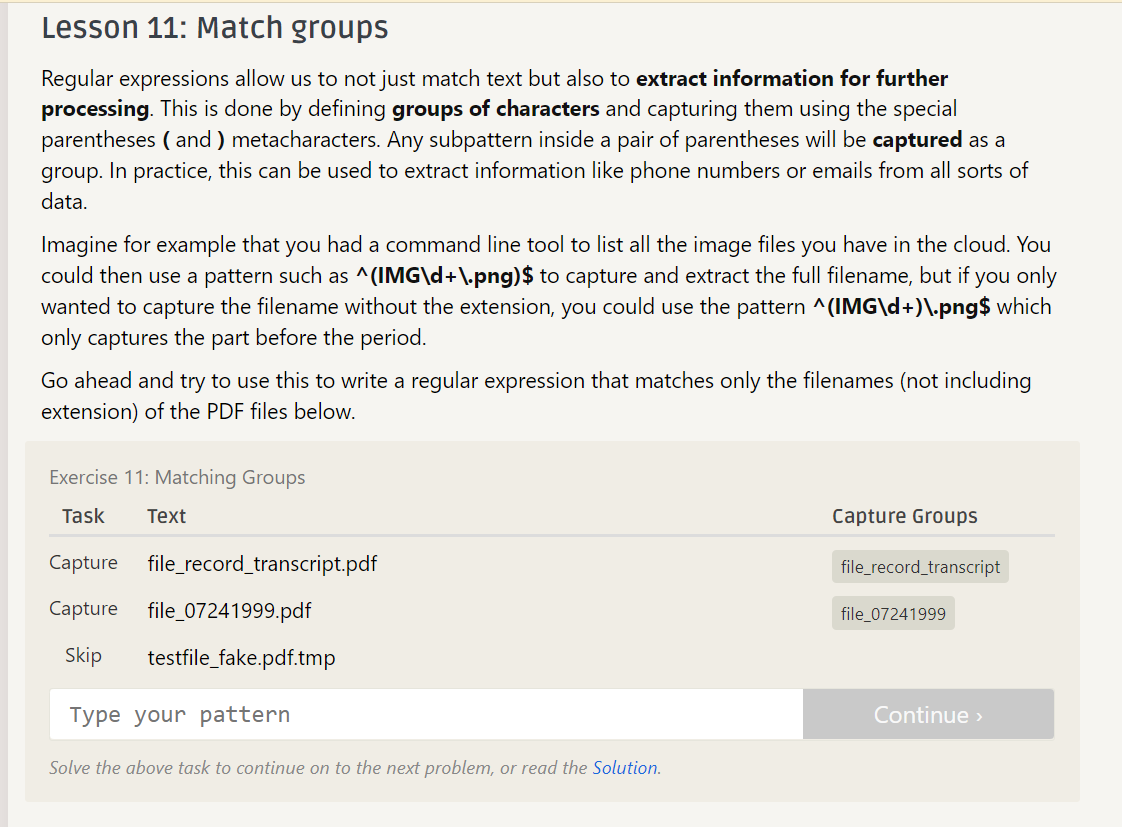 Lesson 11: Match groups
Regular expressions allow us to not just match text but also to extract information for further
processing. This is done by defining groups of characters and capturing them using the special
parentheses ( and ) metacharacters. Any subpattern inside a pair of parentheses will be captured as a
group. In practice, this can be used to extract information like phone numbers or emails from all sorts of
data.
Imagine for example that you had a command line tool to list all the image files you have in the cloud. You
could then use a pattern such as ^(IMG\d+\.png)$ to capture and extract the full filename, but if you only
wanted to capture the filename without the extension, you could use the pattern ^(IMG\d+)\.png$ which
only captures the part before the period.
Go ahead and try to use this to write a regular expression that matches only the filenames (not including
extension) of the PDF files below.
Exercise 11: Matching Groups
Task Text Capture Groups
Capture file_record_transcript.pdf file_record_transcript
Capture file_07241999.pdf file_07241999
Skip testfile_fake.pdf.tmp
Type your pattern Continue ›
Solve the above task to continue on to the next problem, or read the Solution.